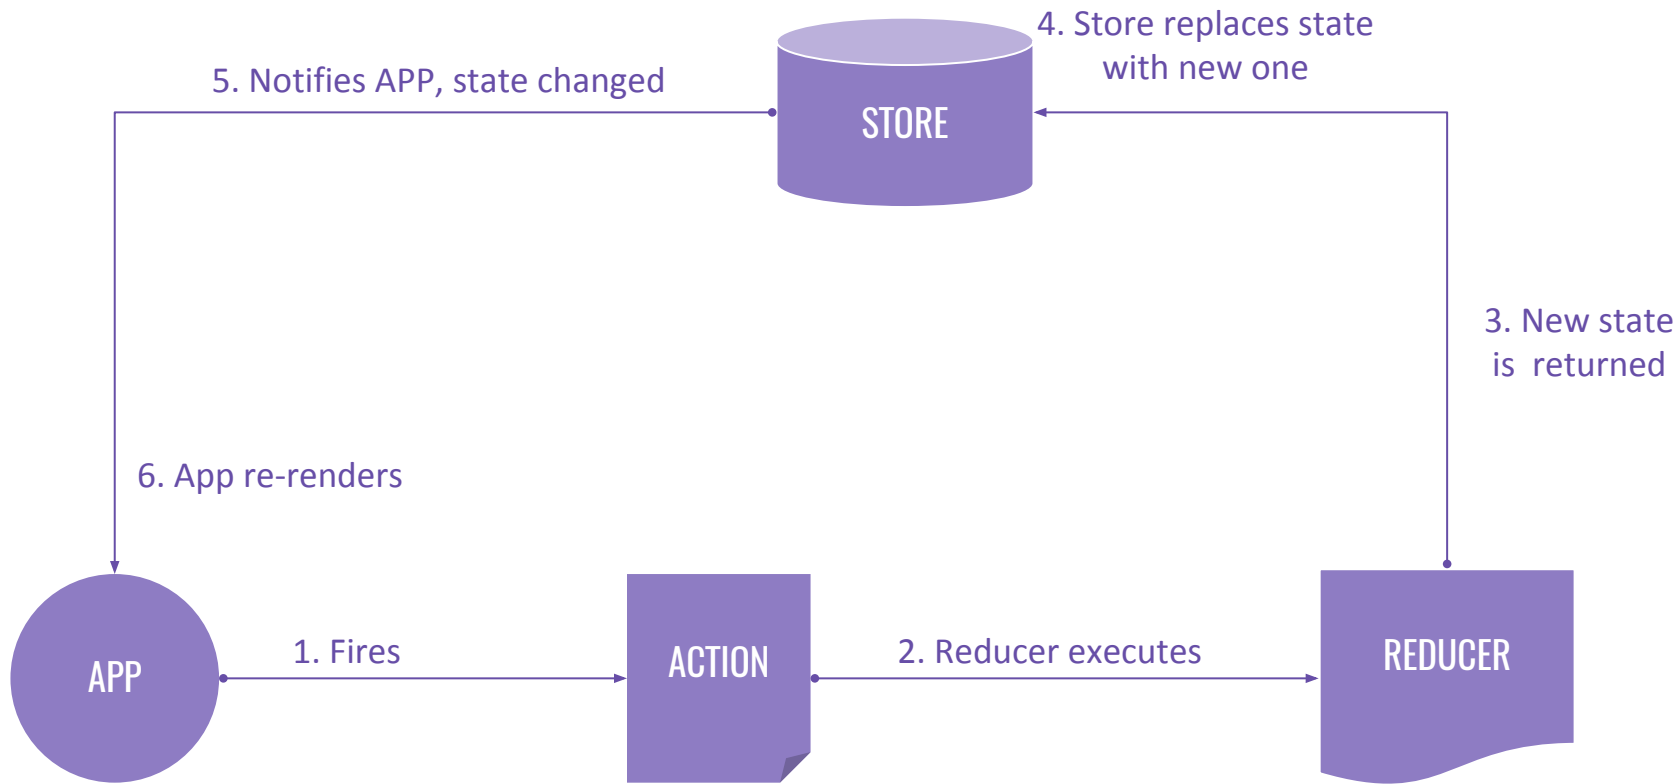 4. Store replaces state
with new one
5. Notifies APP, state changed
STORE
3. New state
is  returned
6. App re-renders
1. Fires
2. Reducer executes
APP
ACTION
REDUCER